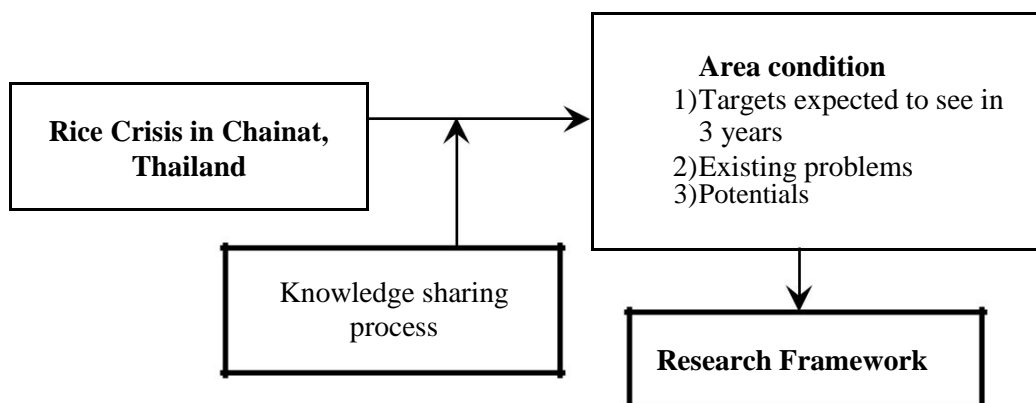 Rice Crisis in Chainat,
Thailand
Area condition
1)Targets expected to see in
3 years
2)Existing problems
3)Potentials
Knowledge sharing
process
Research Framework